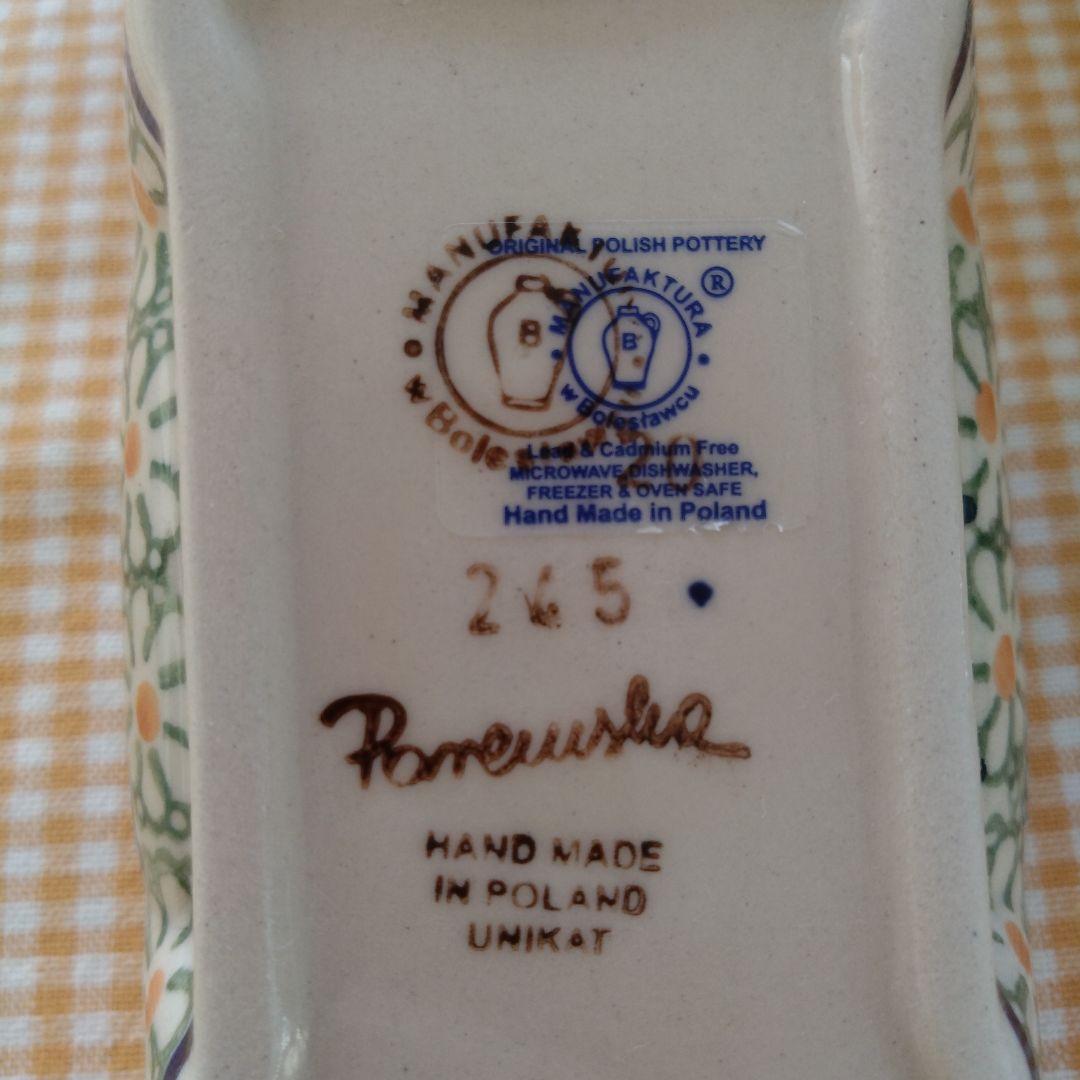 MANUFAKTURA
B
w Bolesławcu
20
ORIGINAL POLISH POTTERY
MANUFAKTURA ®
B
w Bolesławcu
Lead & Cadmium Free
MICROWAVE, DISHWASHER,
FREEZER & OVEN SAFE
Hand Made in Poland
265
HAND MADE
IN POLAND
UNIKAT